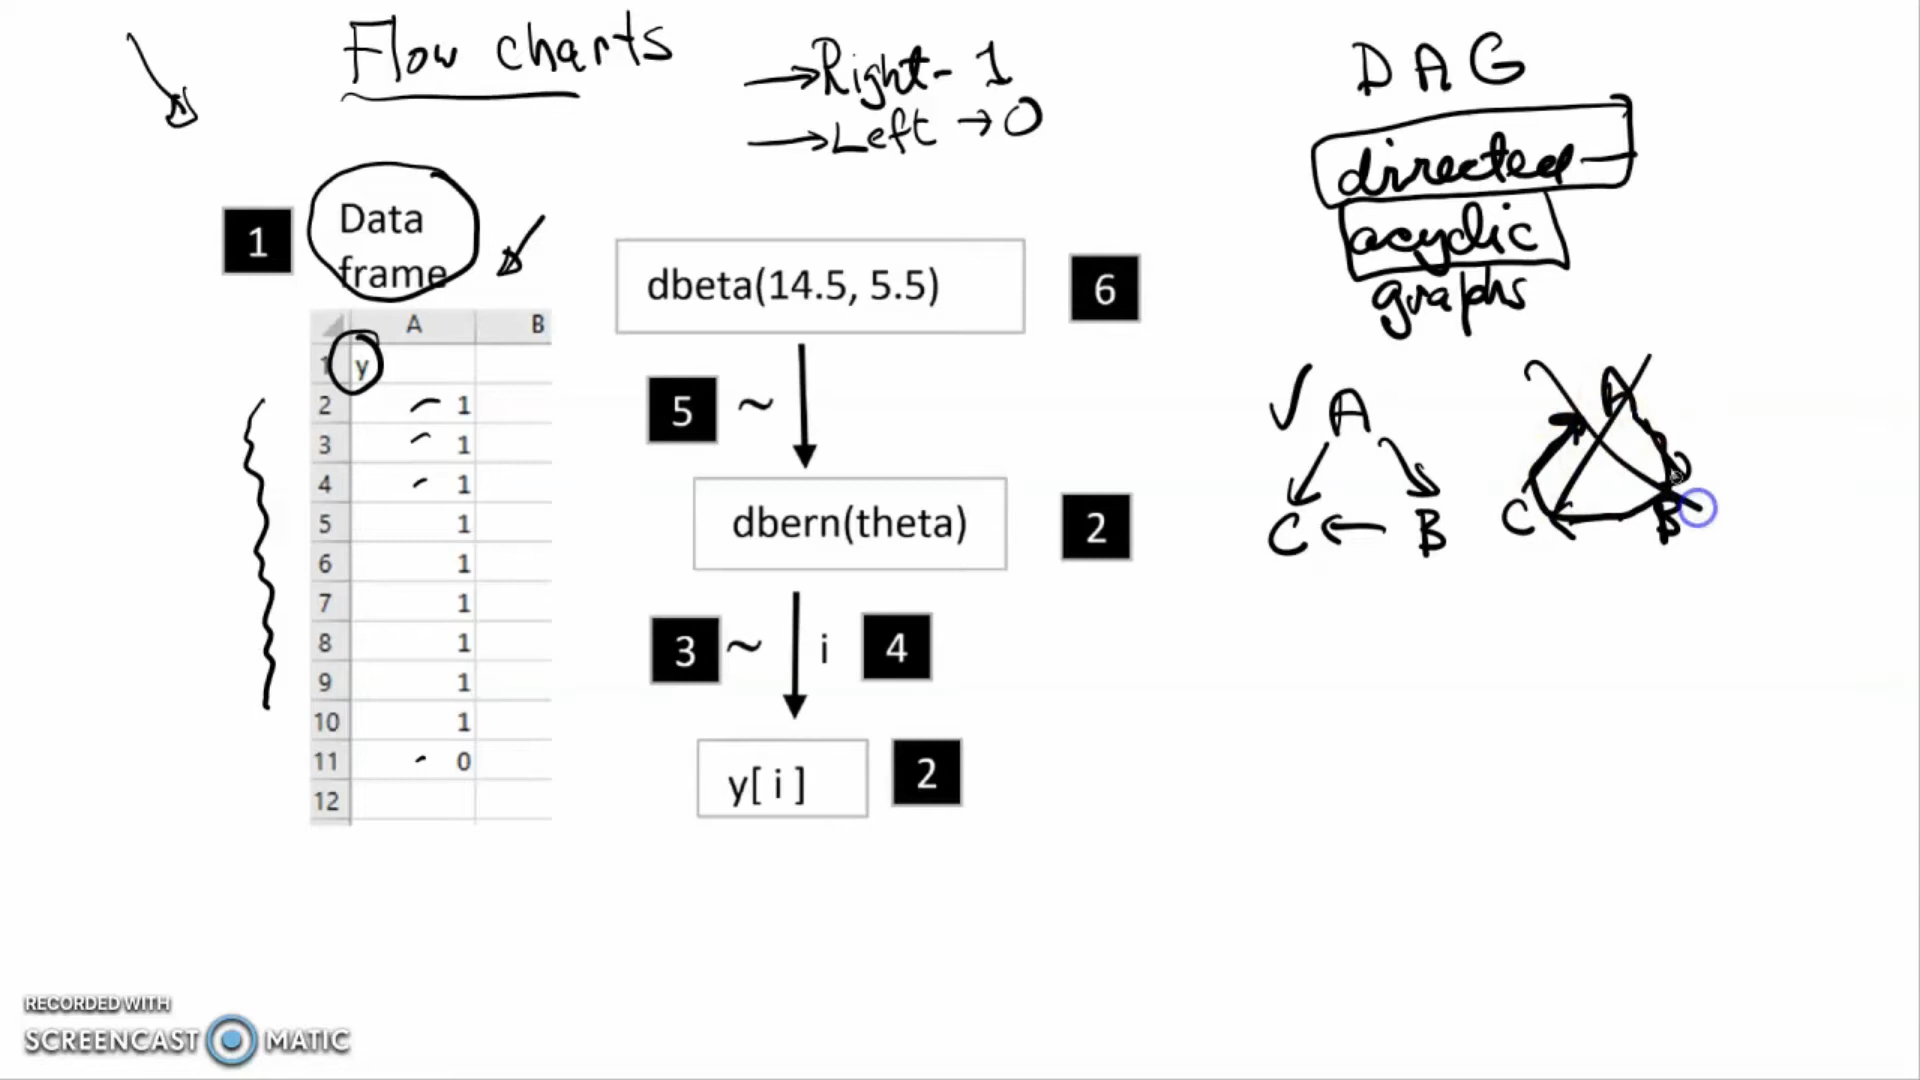 Flow charts
→Right- 1
→Left →0
1
Data
frame
A B
1 y
2 1
3 1
4 1
5 1
6 1
7 1
8 1
9 1
10 1
11 0
12
dbeta(14.5, 5.5)
6
5 ~
dbern(theta)
2
3 ~ i 4
y[ i ]
2
DAG
directed
acyclic
graphs
√ A
C ← B
A
C B
RECORDED WITH
SCREENCAST MATIC